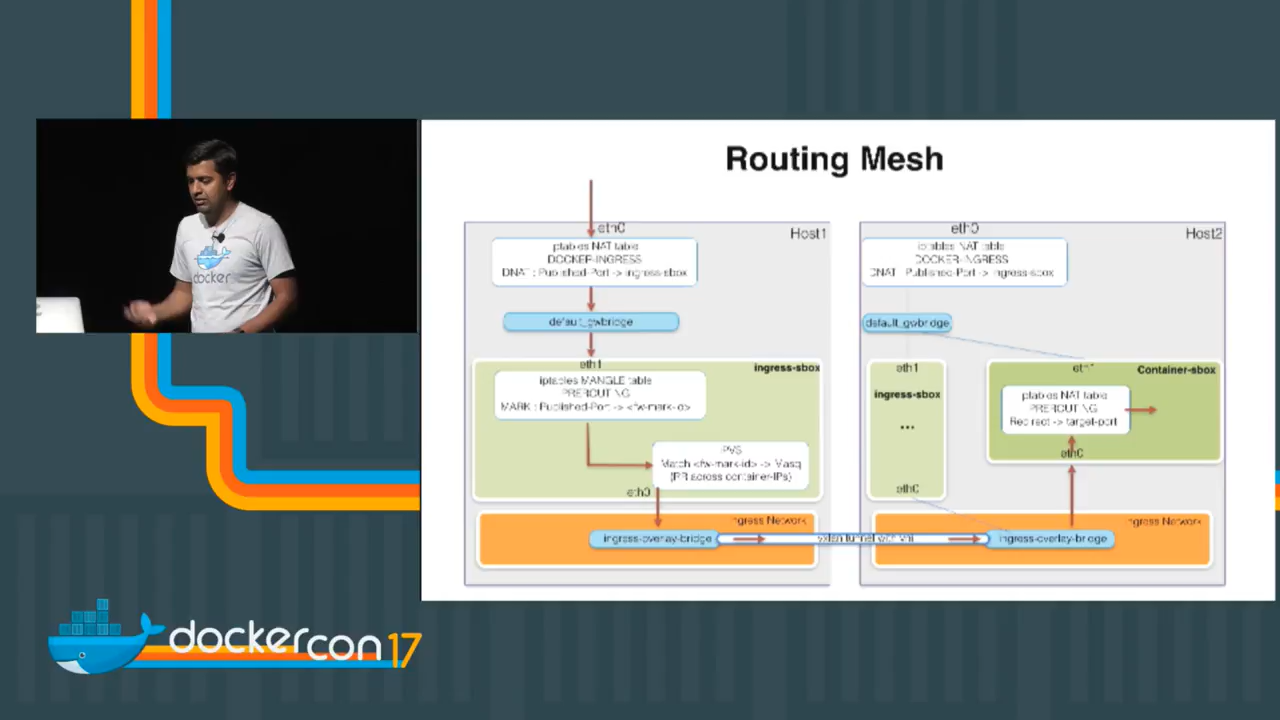 Routing Mesh
eth0
Host1
iptables NAT table
DOCKER-INGRESS
DNAT : Published-Port -> ingress-sbox
default_gwbridge
eth1
ingress-sbox
iptables MANGLE table
PREROUTING
MARK : Published-Port -> <fw-mark-id>
IPVS
Match <fw-mark-id> -> Masq
(RR across container-IPs)
eth0
Ingress Network
ingress-overlay-bridge
vxlan tunnel with vni
eth0
Host2
iptables NAT table
DOCKER-INGRESS
DNAT : Published-Port -> ingress-sbox
default_gwbridge
eth1
ingress-sbox
...
eth0
eth1
Container-sbox
iptables NAT table
PREROUTING
Redirect -> target-port
eth0
Ingress Network
ingress-overlay-bridge
docker
dockercon 17